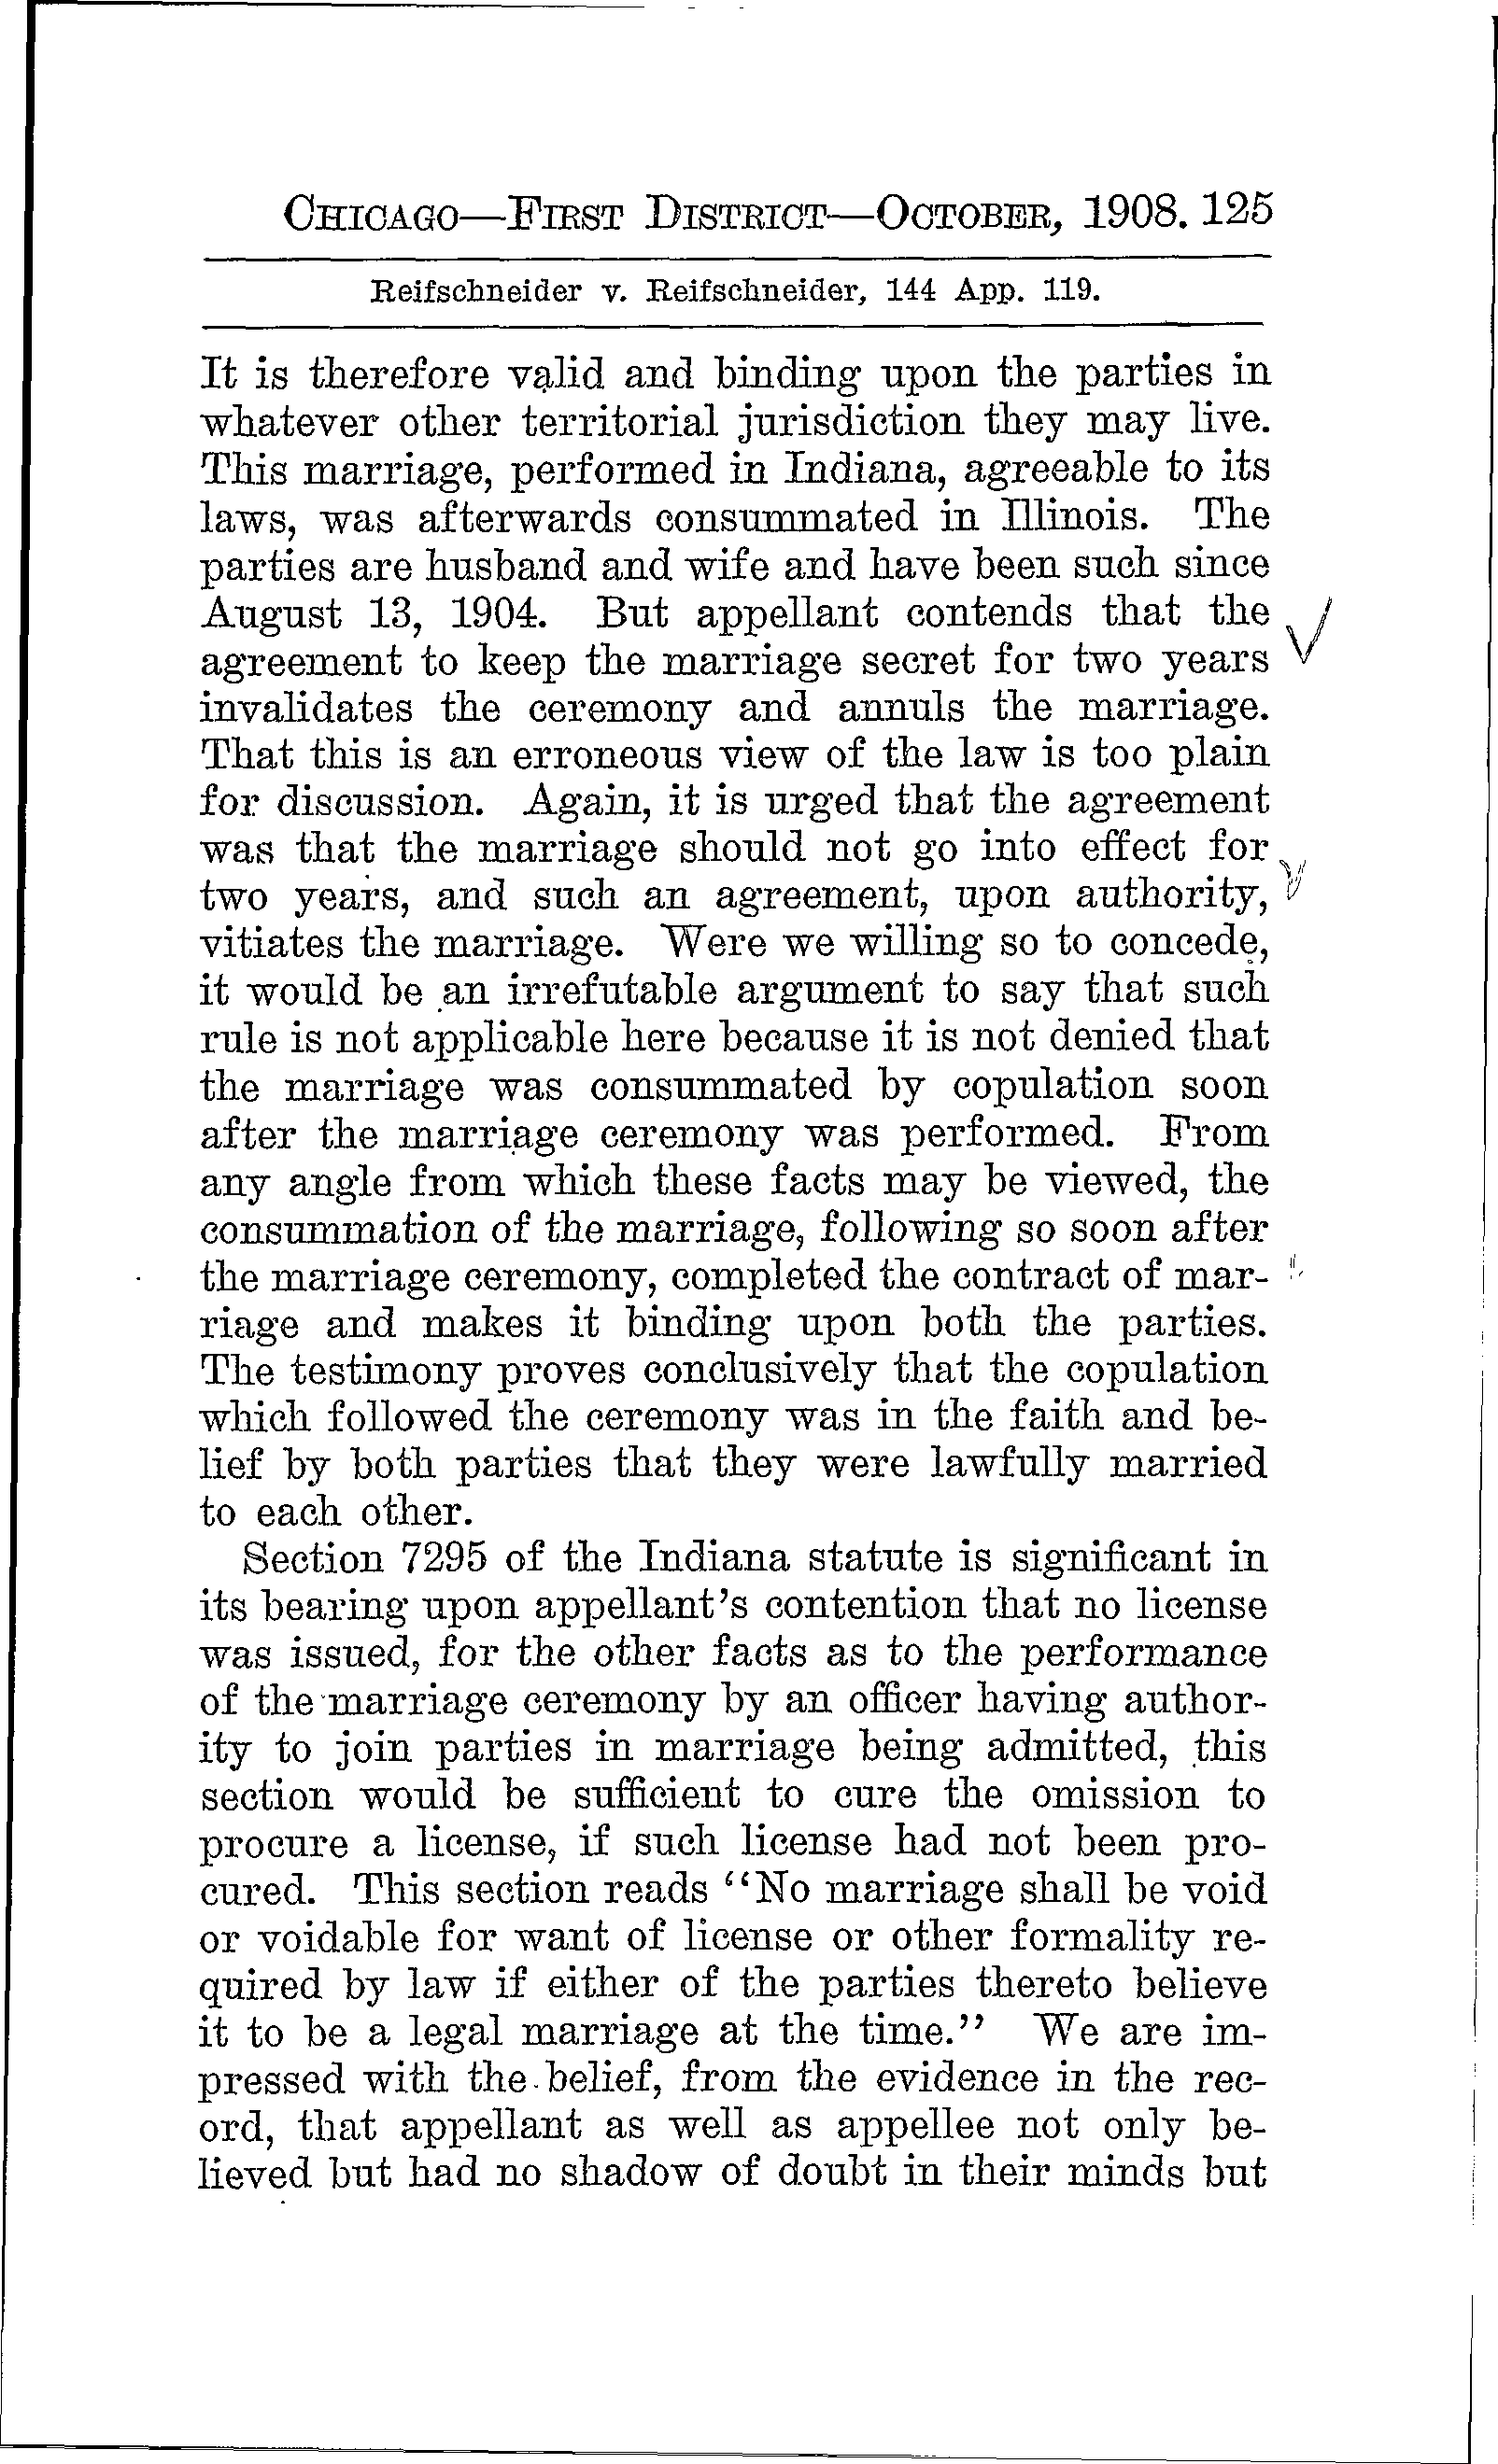 CHICAGO—FIRST DISTRICT—OCTOBER, 1908. 125
Reifschneider v. Reifschneider, 144 App. 119.
It is therefore valid and binding upon the parties in
whatever other territorial jurisdiction they may live.
This marriage, performed in Indiana, agreeable to its
laws, was afterwards consummated in Illinois. The
parties are husband and wife and have been such since
August 13, 1904. But appellant contends that the
agreement to keep the marriage secret for two years
invalidates the ceremony and annuls the marriage.
That this is an erroneous view of the law is too plain
for discussion. Again, it is urged that the agreement
was that the marriage should not go into effect for
two years, and such an agreement, upon authority,
vitiates the marriage. Were we willing so to concede,
it would be an irrefutable argument to say that such
rule is not applicable here because it is not denied that
the marriage was consummated by copulation soon
after the marriage ceremony was performed. From
any angle from which these facts may be viewed, the
consummation of the marriage, following so soon after
the marriage ceremony, completed the contract of mar-
riage and makes it binding upon both the parties.
The testimony proves conclusively that the copulation
which followed the ceremony was in the faith and be-
lief by both parties that they were lawfully married
to each other.
Section 7295 of the Indiana statute is significant in
its bearing upon appellant's contention that no license
was issued, for the other facts as to the performance
of the marriage ceremony by an officer having author-
ity to join parties in marriage being admitted, this
section would be sufficient to cure the omission to
procure a license, if such license had not been pro-
cured. This section reads "No marriage shall be void
or voidable for want of license or other formality re-
quired by law if either of the parties thereto believe
it to be a legal marriage at the time." We are im-
pressed with the belief, from the evidence in the rec-
ord, that appellant as well as appellee not only be-
lieved but had no shadow of doubt in their minds but